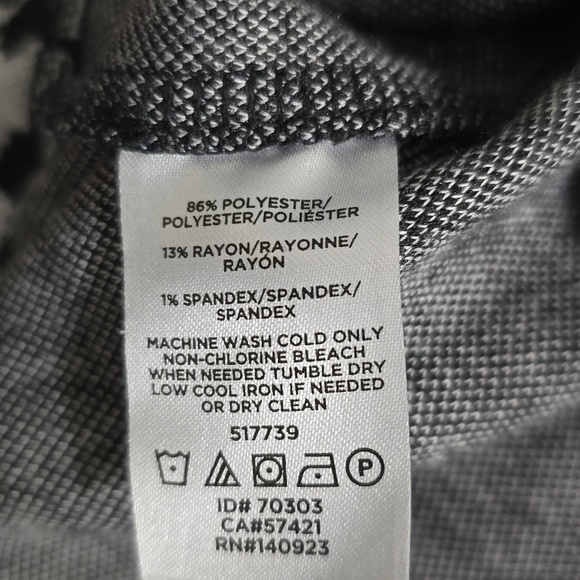 86% POLYESTER/
POLYESTER/POLIÉSTER
13% RAYON/RAYONNE/
RAYÓN
1% SPANDEX/SPANDEX/
SPANDEX
MACHINE WASH COLD ONLY
NON-CHLORINE BLEACH
WHEN NEEDED TUMBLE DRY
LOW COOL IRON IF NEEDED
OR DRY CLEAN
517739
P
ID# 70303
CA#57421
RN#140923